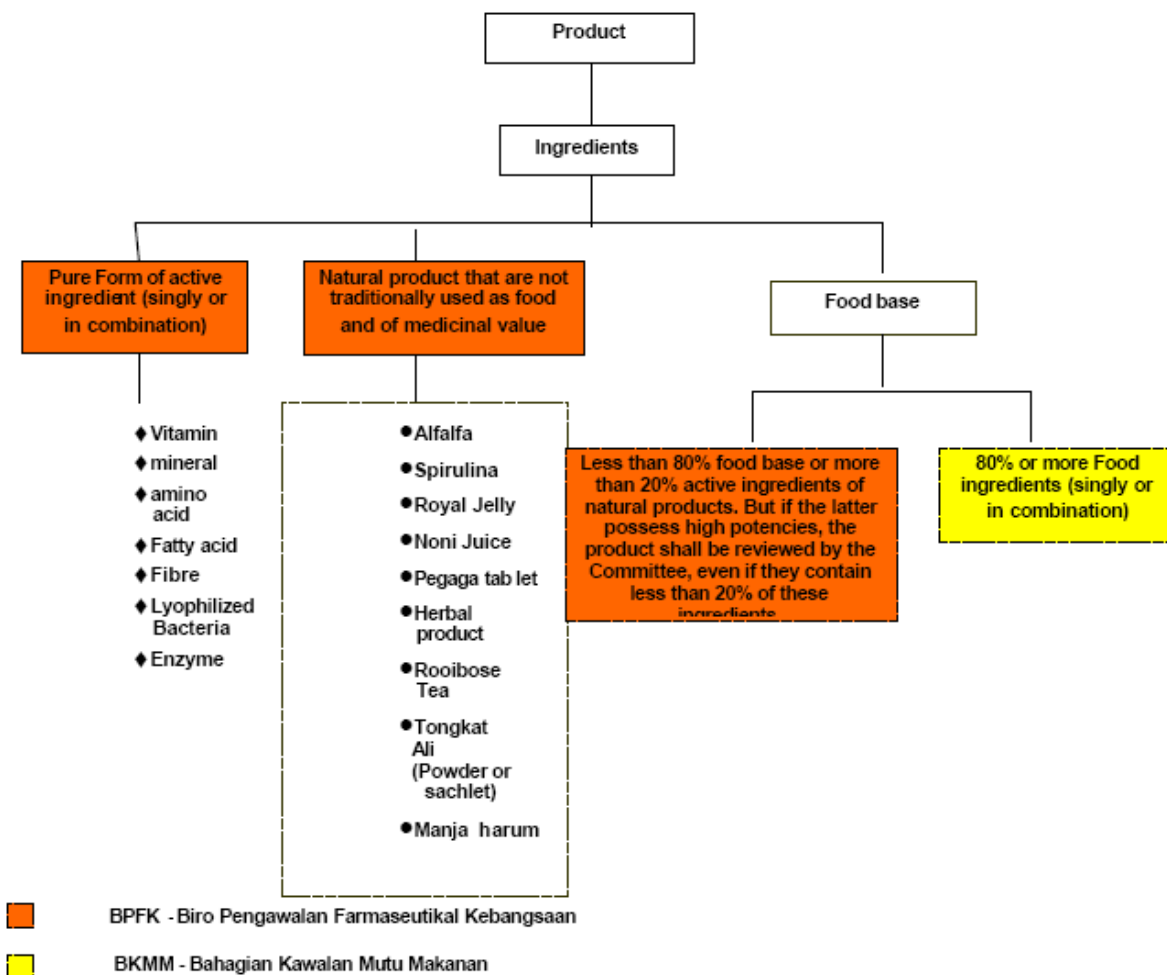 Product
Ingredients
Pure Form of active
ingredient (singly or
in combination)
Natural product that are not
traditionally used as food
and of medicinal value
Food base
♦ Vitamin
♦ mineral
♦ amino
acid
♦ Fatty acid
♦ Fibre
♦ Lyophilized
Bacteria
♦ Enzyme
● Alfalfa
● Spirulina
● Royal Jelly
● Noni Juice
● Pegaga tab let
● Herbal
product
● Rooibose
Tea
● Tongkat
Ali
(Powder or
sachlet)
● Manja harum
Less than 80% food base or more
than 20% active ingredients of
natural products. But if the latter
possess high potencies, the
product shall be reviewed by the
Committee, even if they contain
less than 20% of these
ingredients
80% or more Food
ingredients (singly or
in combination)
BPFK - Biro Pengawalan Farmaseutikal Kebangsaan
BKMM - Bahagian Kawalan Mutu Makanan